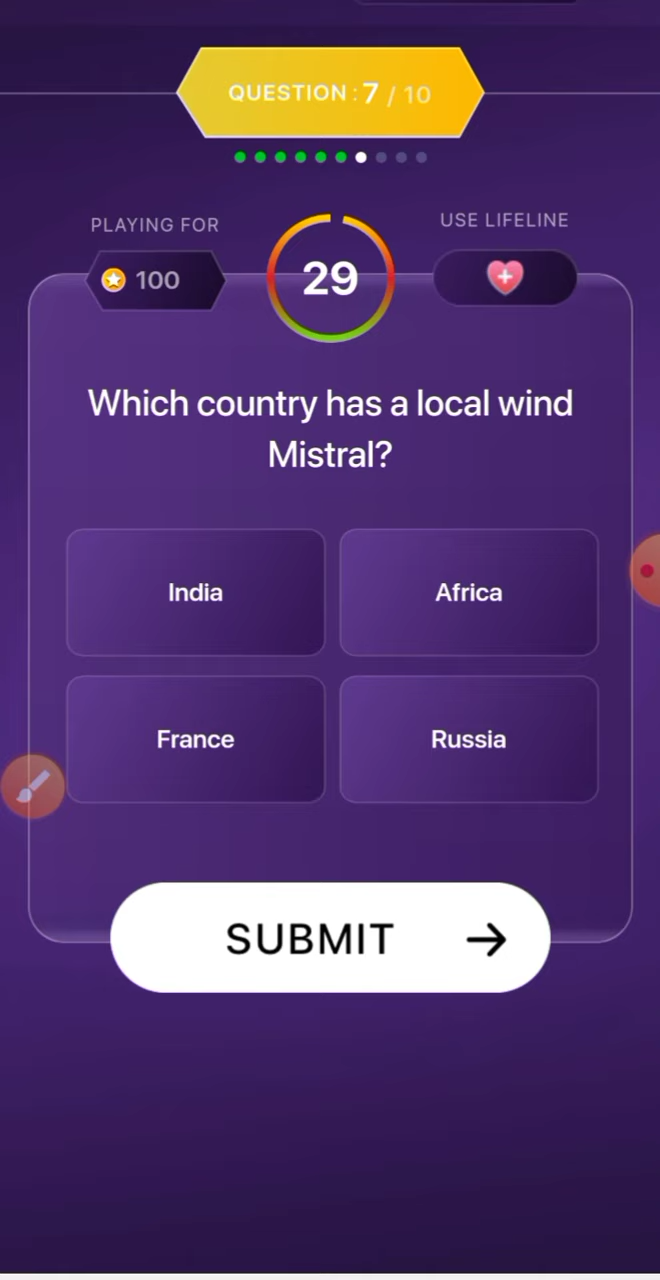 QUESTION : 7 / 10
PLAYING FOR
USE LIFELINE
100
29
Which country has a local wind
Mistral?
India
Africa
France
Russia
SUBMIT